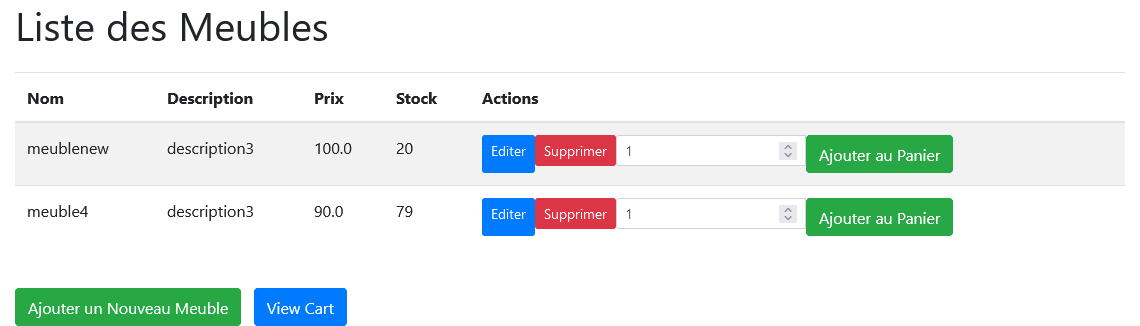 Liste des Meubles
Nom Description Prix Stock Actions
meublenew description3 100.0 20 Editer Supprimer 1 Ajouter au Panier
meuble4 description3 90.0 79 Editer Supprimer 1 Ajouter au Panier
Ajouter un Nouveau Meuble View Cart